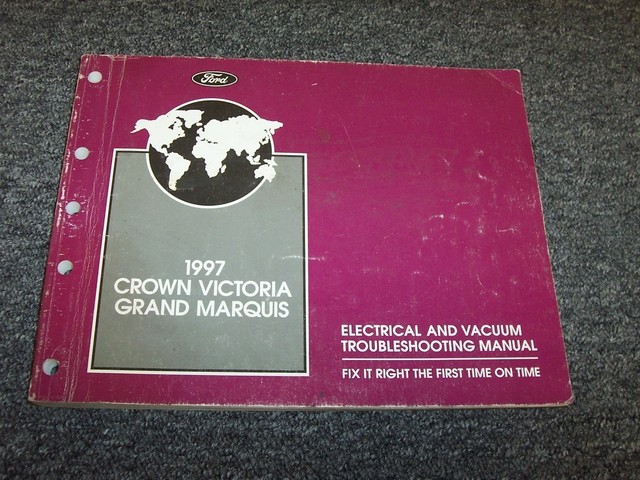 Ford
1997
CROWN VICTORIA
GRAND MARQUIS
ELECTRICAL AND VACUUM
TROUBLESHOOTING MANUAL
FIX IT RIGHT THE FIRST TIME ON TIME